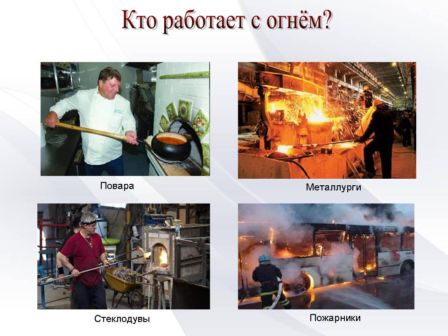 Кто работает с огнём?
Повара
Металлурги
Стеклодувы
Пожарники